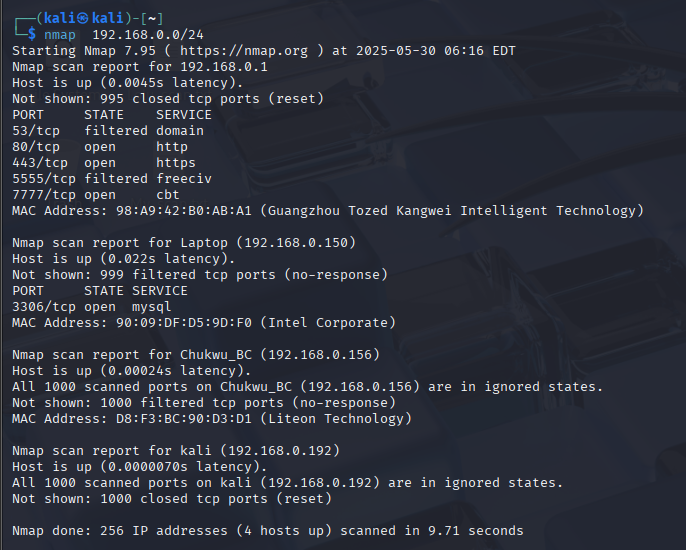 ┌──(kali㉿kali)-[~]
└─$ nmap  192.168.0.0/24
Starting Nmap 7.95 ( https://nmap.org ) at 2025-05-30 06:16 EDT
Nmap scan report for 192.168.0.1
Host is up (0.0045s latency).
Not shown: 995 closed tcp ports (reset)
PORT     STATE    SERVICE
53/tcp   filtered domain
80/tcp   open     http
443/tcp  open     https
5555/tcp filtered freeciv
7777/tcp open     cbt
MAC Address: 98:A9:42:B0:AB:A1 (Guangzhou Tozed Kangwei Intelligent Technology)

Nmap scan report for Laptop (192.168.0.150)
Host is up (0.022s latency).
Not shown: 999 filtered tcp ports (no-response)
PORT     STATE SERVICE
3306/tcp open  mysql
MAC Address: 90:09:DF:D5:9D:F0 (Intel Corporate)

Nmap scan report for Chukwu_BC (192.168.0.156)
Host is up (0.00024s latency).
All 1000 scanned ports on Chukwu_BC (192.168.0.156) are in ignored states.
Not shown: 1000 filtered tcp ports (no-response)
MAC Address: D8:F3:BC:90:D3:D1 (Liteon Technology)

Nmap scan report for kali (192.168.0.192)
Host is up (0.0000070s latency).
All 1000 scanned ports on kali (192.168.0.192) are in ignored states.
Not shown: 1000 closed tcp ports (reset)

Nmap done: 256 IP addresses (4 hosts up) scanned in 9.71 seconds